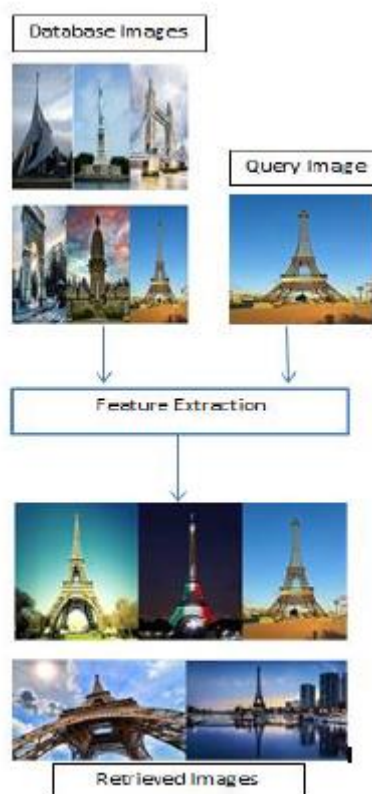 Database Images
Query Image
Feature Extraction
Retrieved Images